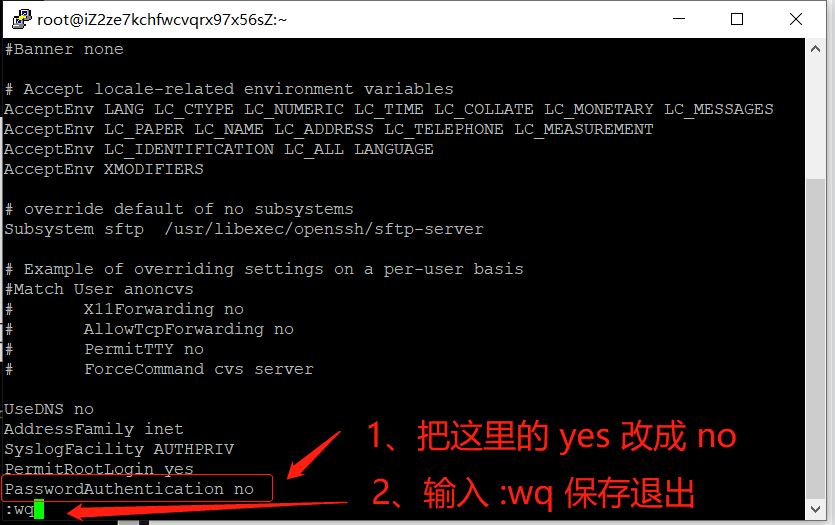 root@iZ2ze7kchfwcvqrx97x56sZ:~
#Banner none
# Accept locale-related environment variables
AcceptEnv LANG LC_CTYPE LC_NUMERIC LC_TIME LC_COLLATE LC_MONETARY LC_MESSAGES
AcceptEnv LC_PAPER LC_NAME LC_ADDRESS LC_TELEPHONE LC_MEASUREMENT
AcceptEnv LC_IDENTIFICATION LC_ALL LANGUAGE
AcceptEnv XMODIFIERS
# override default of no subsystems
Subsystem sftp  /usr/libexec/openssh/sftp-server
# Example of overriding settings on a per-user basis
#Match User anoncvs
#       X11Forwarding no
#       AllowTcpForwarding no
#       PermitTTY no
#       ForceCommand cvs server
UseDNS no
AddressFamily inet
SyslogFacility AUTHPRIV
PermitRootLogin yes
PasswordAuthentication no
:wq
1、把这里的 yes 改成 no
2、输入 :wq 保存退出